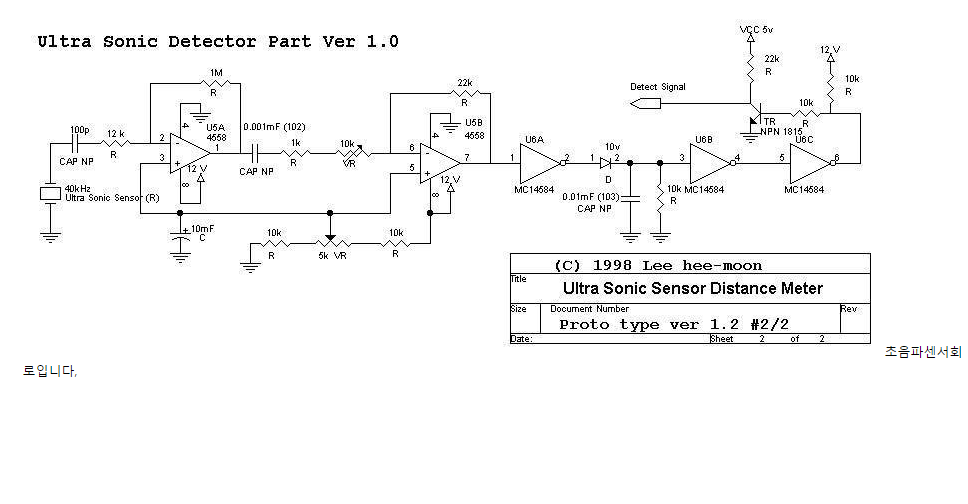 Ultra Sonic Detector Part Ver 1.0
VCC 5v
12 V
22k
R
10k
R
Detect Signal
10k
R
TR
NPN 1815
1M
R
22k
R
100p
CAP NP
12 k
R
2
3
4
8
1
U5A
4558
12 V
0.001mF (102)
CAP NP
1k
R
10k
VR
6
5
4
8
7
U5B
4558
12 V
U6A
1
2
MC14584
10v
1
2
D
0.01mF (103)
CAP NP
10k
R
U6B
3
4
MC14584
U6C
5
6
MC14584
40kHz
Ultra Sonic Sensor (R)
10mF
C
10k
R
5k VR
10k
R
(C) 1998 Lee hee-moon
Title
Ultra Sonic Sensor Distance Meter
Size
Document Number
Rev
Proto type ver 1.2 #2/2
Date:
Sheet 2 of 2
초음파센서회
로입니다,